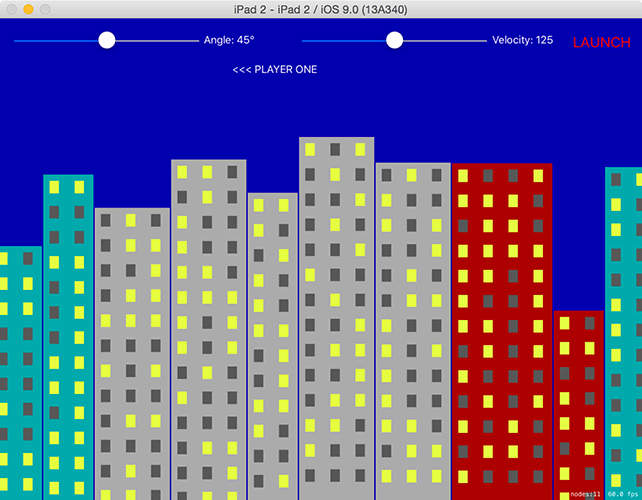 iPad 2 - iPad 2 / iOS 9.0 (13A340)
Angle: 45°
Velocity: 125
LAUNCH
<<< PLAYER ONE
nodes:11 60.0 fps